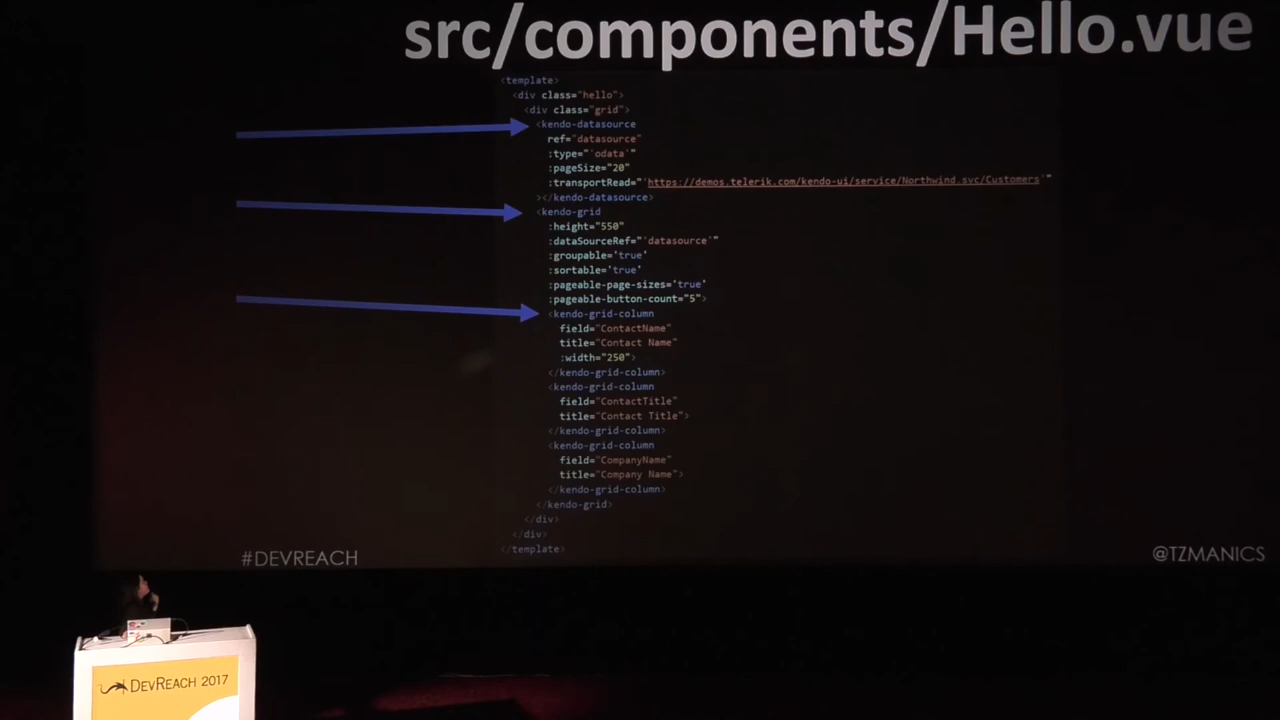 src/components/Hello.vue
<template>
<div class="hello">
<div class="grid">
<kendo-datasource
ref="datasource"
:type="'odata'"
:pageSize="20"
:transportRead="'https://demos.telerik.com/kendo-ui/service/Northwind.svc/Customers'"
></kendo-datasource>
<kendo-grid
:height="550"
:dataSourceRef="'datasource'"
:groupable='true'
:sortable='true'
:pageable-page-sizes='true'
:pageable-button-count="5">
<kendo-grid-column
field="ContactName"
title="Contact Name"
:width="250">
</kendo-grid-column>
<kendo-grid-column
field="ContactTitle"
title="Contact Title">
</kendo-grid-column>
<kendo-grid-column
field="CompanyName"
title="Company Name">
</kendo-grid-column>
</kendo-grid>
</div>
</div>
</template>
#DEVREACH
@TZMANICS
DEVREACH 2017